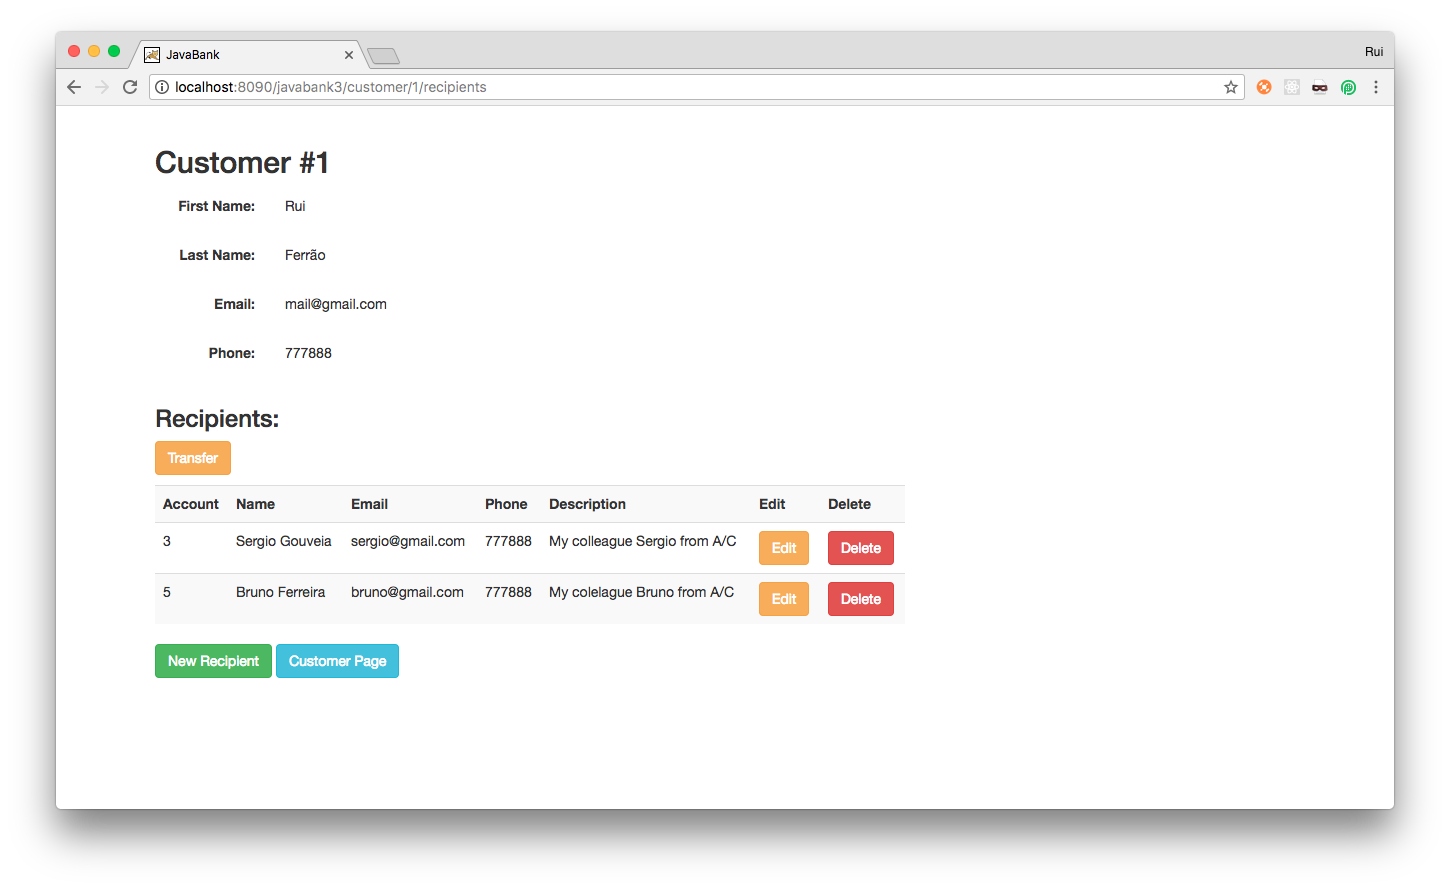 JavaBank
Rui
localhost:8090/javabank3/customer/1/recipients
Customer #1
First Name: Rui
Last Name: Ferrão
Email: mail@gmail.com
Phone: 777888
Recipients:
Transfer
Account Name Email Phone Description Edit Delete
3 Sergio Gouveia sergio@gmail.com 777888 My colleague Sergio from A/C Edit Delete
5 Bruno Ferreira bruno@gmail.com 777888 My colelague Bruno from A/C Edit Delete
New Recipient Customer Page